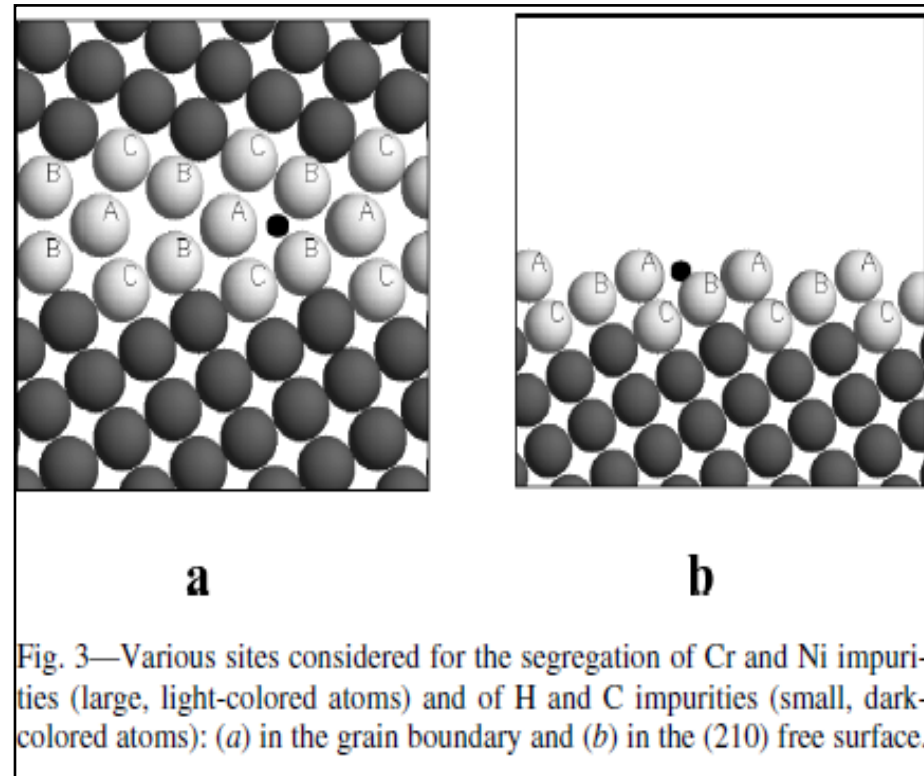 C C C
B B B
A A A
B B B
C C C
A A A A
B B B
C C C C
a b
Fig. 3—Various sites considered for the segregation of Cr and Ni impuri-
ties (large, light-colored atoms) and of H and C impurities (small, dark-
colored atoms): (a) in the grain boundary and (b) in the (210) free surface.